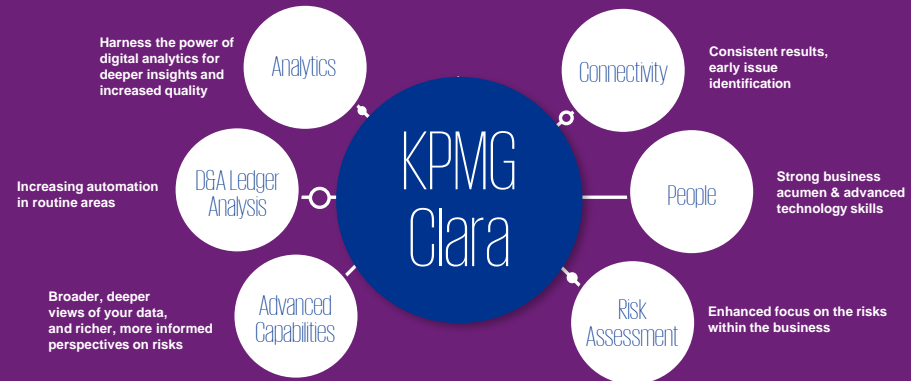 Harness the power of
digital analytics for
deeper insights and
increased quality
Analytics
Connectivity
Consistent results,
early issue
identification
Increasing automation
in routine areas
D&A Ledger
Analysis
KPMG
Clara
People
Strong business
acumen & advanced
technology skills
Broader, deeper
views of your data,
and richer, more informed
perspectives on risks
Advanced
Capabilities
Risk
Assessment
Enhanced focus on the risks
within the business